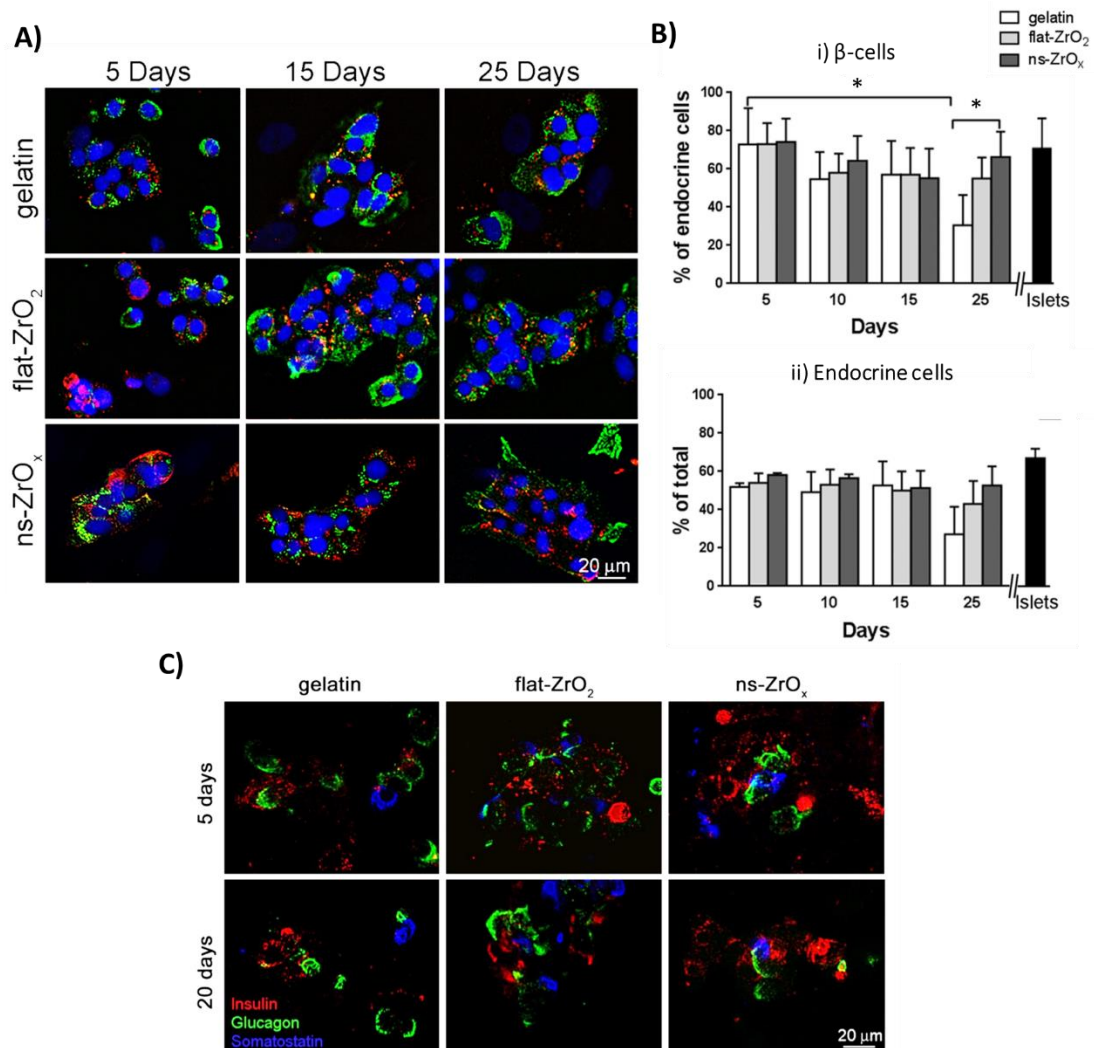 A)
5 Days 15 Days 25 Days
gelatin
flat-ZrO₂
ns-ZrOₓ
20 μm
B)
gelatin
flat-ZrO₂
ns-ZrOₓ
i) β-cells
% of endocrine cells
100
80
60
40
20
0
* *
5 10 15 25 Islets
Days
ii) Endocrine cells
% of total
100
80
60
40
20
0
5 10 15 25 Islets
Days
C)
gelatin flat-ZrO₂ ns-ZrOₓ
5 days
20 days
Insulin
Glucagon
Somatostatin
20 μm